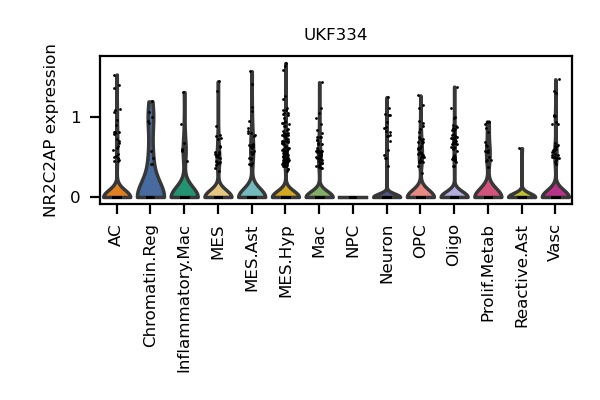 UKF334
NR2C2AP expression
1
0
AC
Chromatin.Reg
Inflammatory.Mac
MES
MES.Ast
MES.Hyp
Mac
NPC
Neuron
OPC
Oligo
Prolif.Metab
Reactive.Ast
Vasc